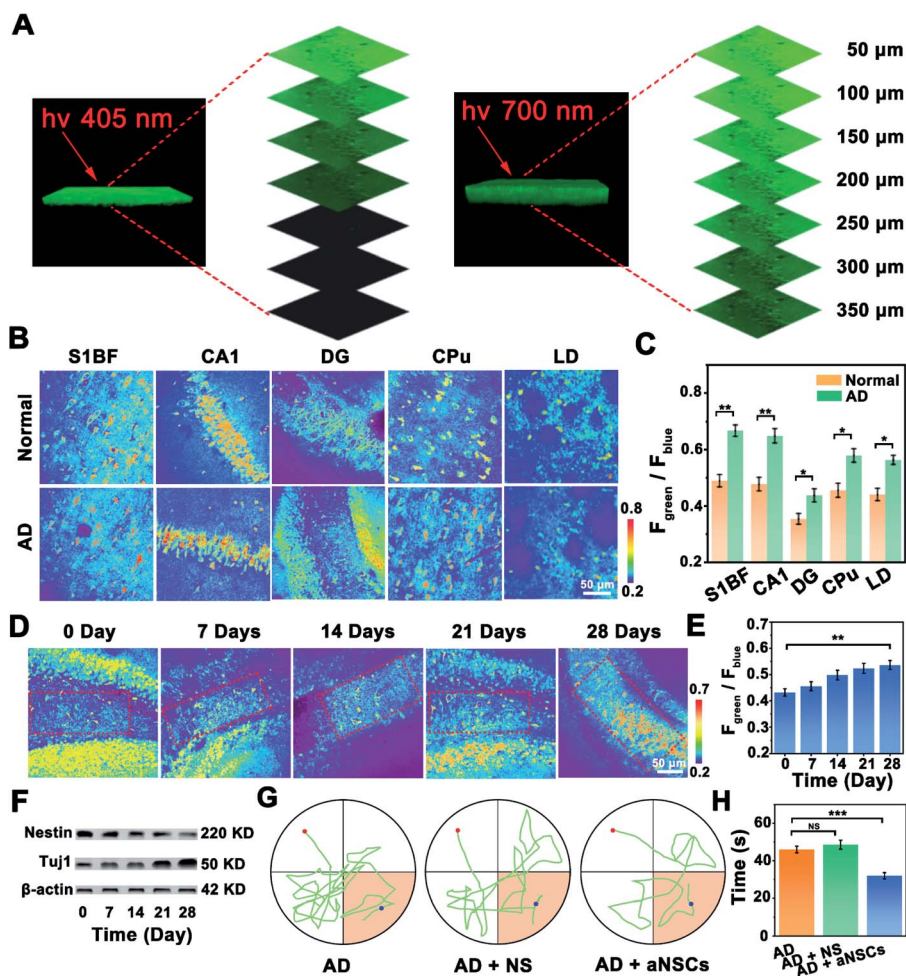 A
hv 405 nm
hv 700 nm
50 µm
100 µm
150 µm
200 µm
250 µm
300 µm
350 µm
B
S1BF CA1 DG CPu LD
Normal
AD
0.8
0.2
50 µm
C
Normal
AD
F green / F blue
0.8
0.6
0.4
0.2
** ** * * *
S1BF CA1 DG CPu LD
D
0 Day 7 Days 14 Days 21 Days 28 Days
0.7
0.2
50 µm
E
F green / F blue
0.7
0.6
0.5
0.4
0.3
0.2
**
0 7 14 21 28
Time (Day)
F
Nestin 220 KD
Tuj1 50 KD
β-actin 42 KD
0 7 14 21 28
Time (Day)
G
AD AD + NS AD + aNSCs
H
Time (s)
60
40
20
0
***
NS
AD
AD + NS
AD + aNSCs